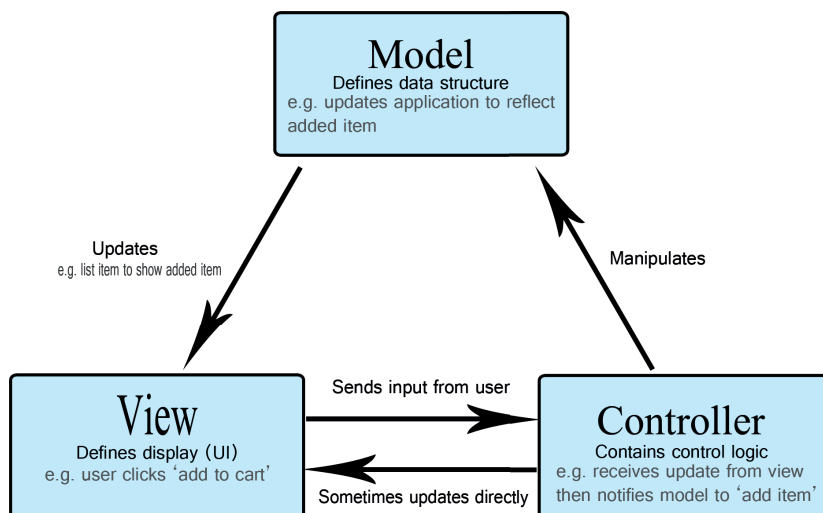 Model
Defines data structure
e.g. updates application to reflect
added item
Updates
e.g. list item to show added item
Manipulates
View
Defines display (UI)
e.g. user clicks ‘add to cart’
Sends input from user
Sometimes updates directly
Controller
Contains control logic
e.g. receives update from view
then notifies model to ‘add item’